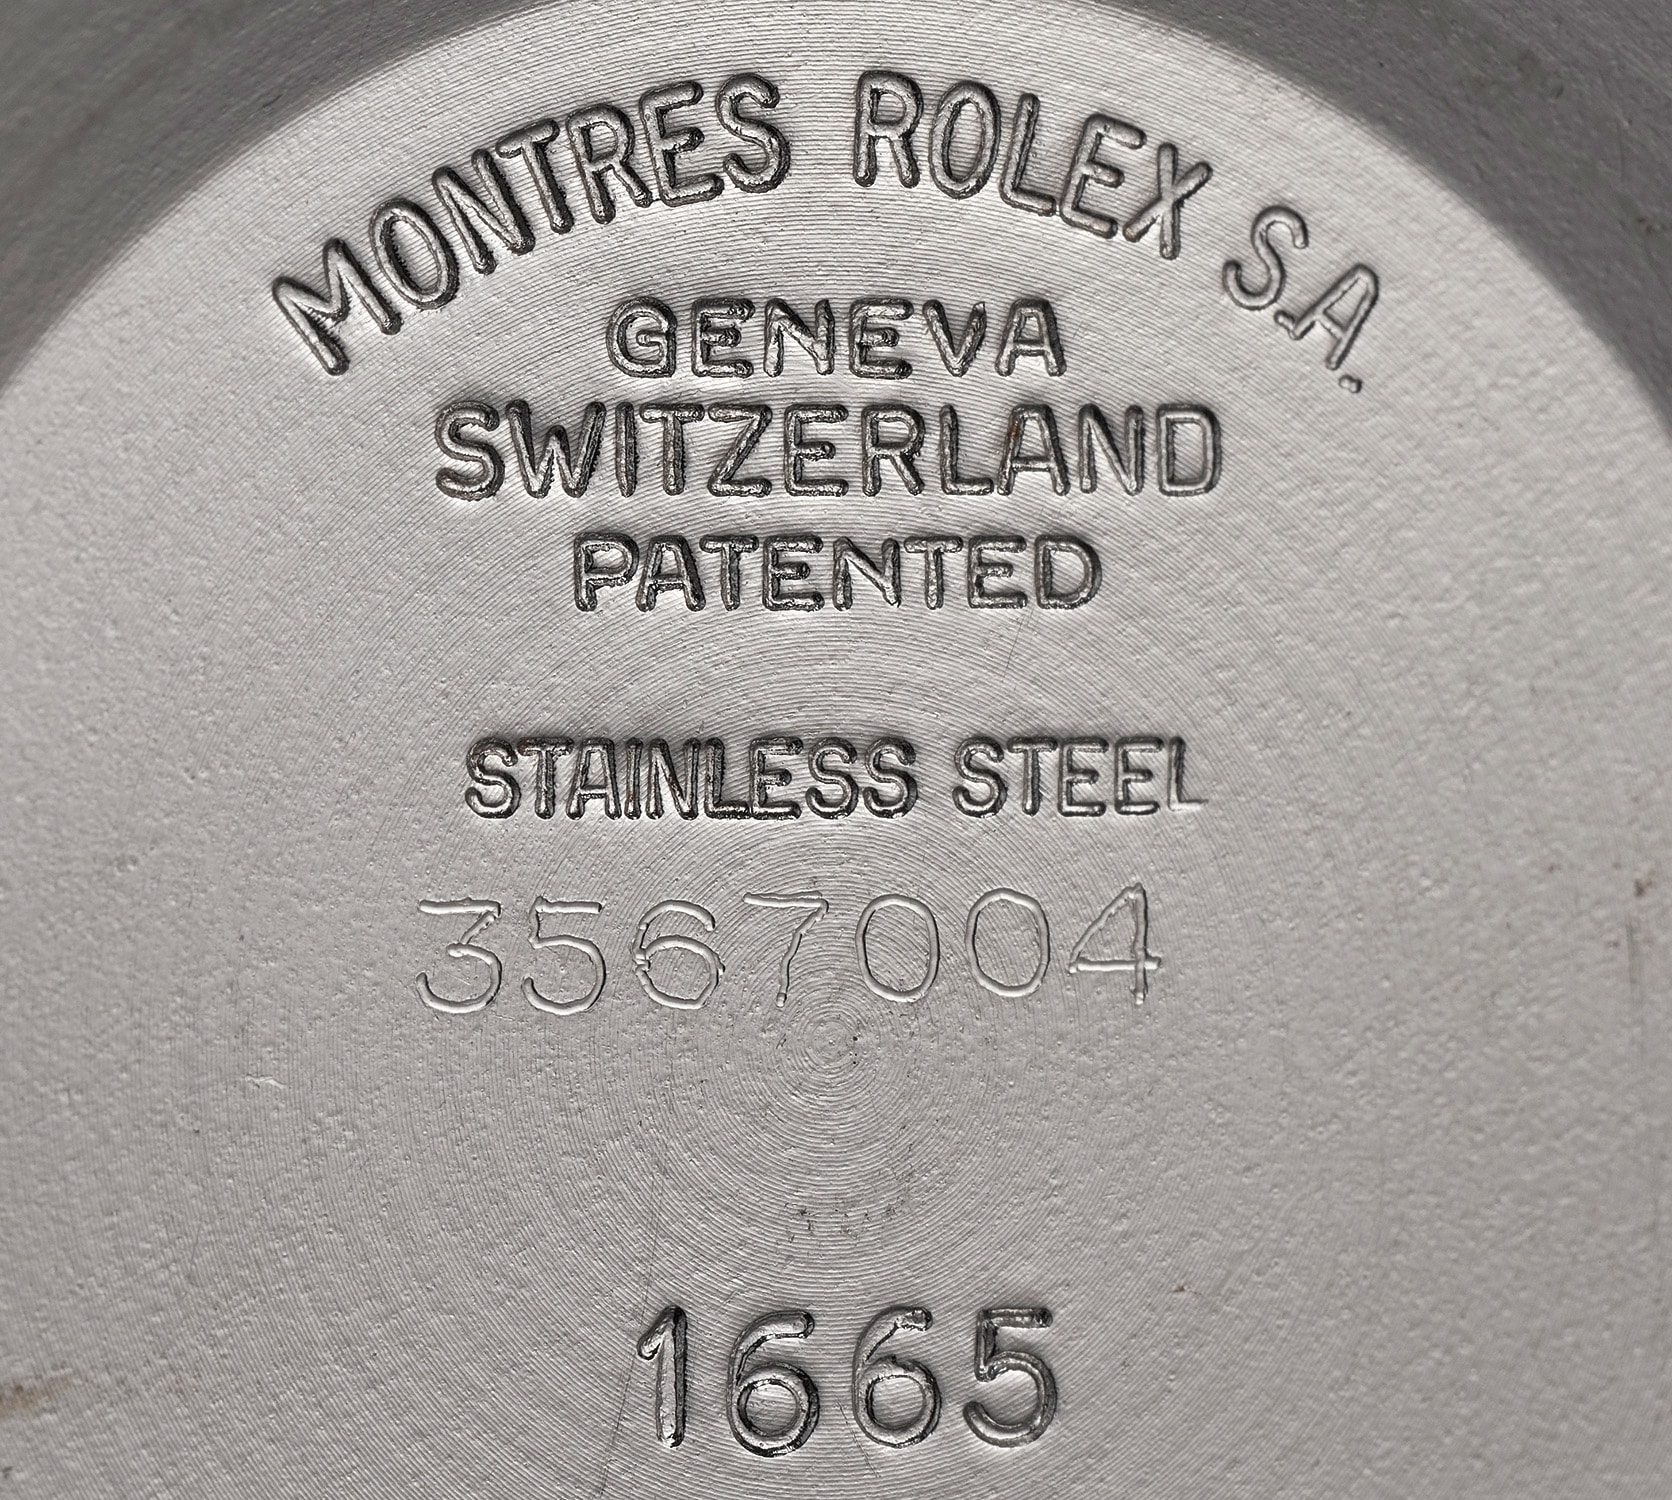 MONTRES ROLEX S.A.
GENEVA
SWITZERLAND
PATENTED
STAINLESS STEEL
3567004
1665